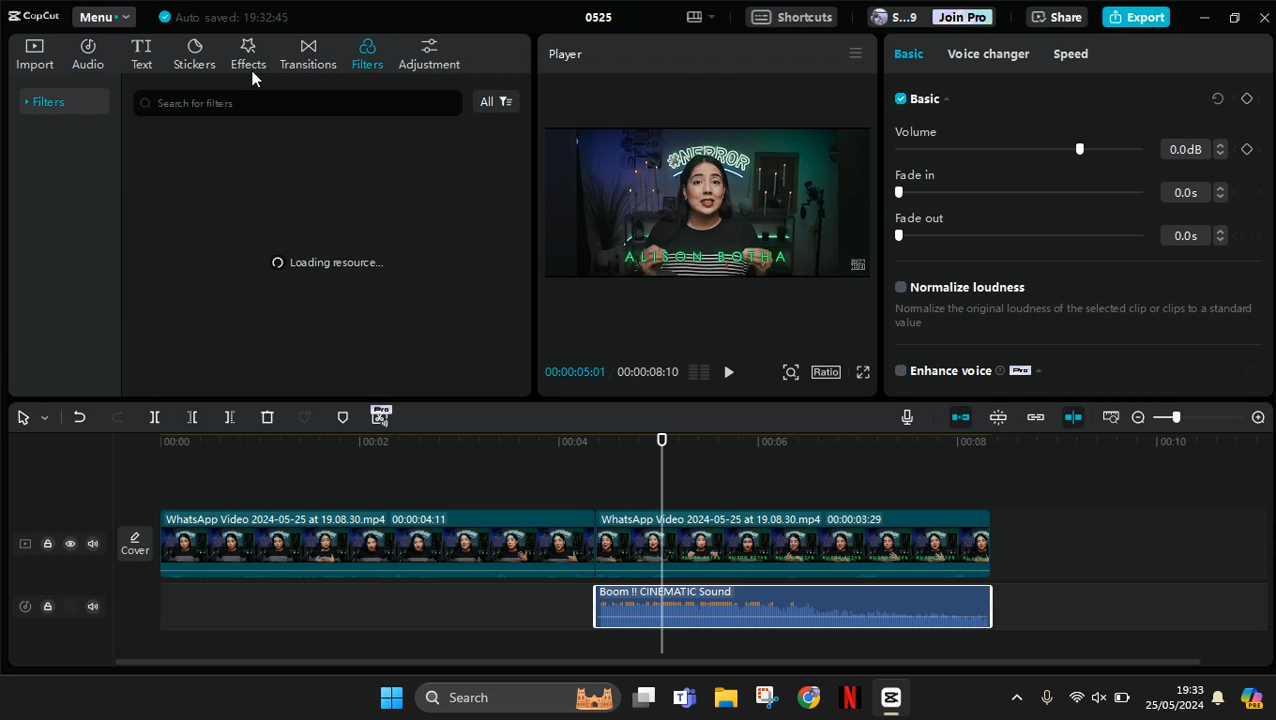 CapCut
Menu
Auto saved: 19:32:45
0525
Shortcuts
S...9
Join Pro
Share
Export
Import
Audio
Text
Stickers
Effects
Transitions
Filters
Adjustment
Filters
Search for filters
All
Loading resource...
Player
#NERROR
ALISON BOTHA
00:00:05:01 / 00:00:08:10
Ratio
Basic
Voice changer
Speed
Basic
Volume
0.0dB
Fade in
0.0s
Fade out
0.0s
Normalize loudness
Normalize the original loudness of the selected clip or clips to a standard
value
Enhance voice
Pro
Pro
00:00
00:02
00:04
00:06
00:08
00:10
Cover
WhatsApp Video 2024-05-25 at 19.08.30.mp4 00:00:04:11
WhatsApp Video 2024-05-25 at 19.08.30.mp4 00:00:03:29
Boom !! CINEMATIC Sound
Search
19:33
25/05/2024
PRE